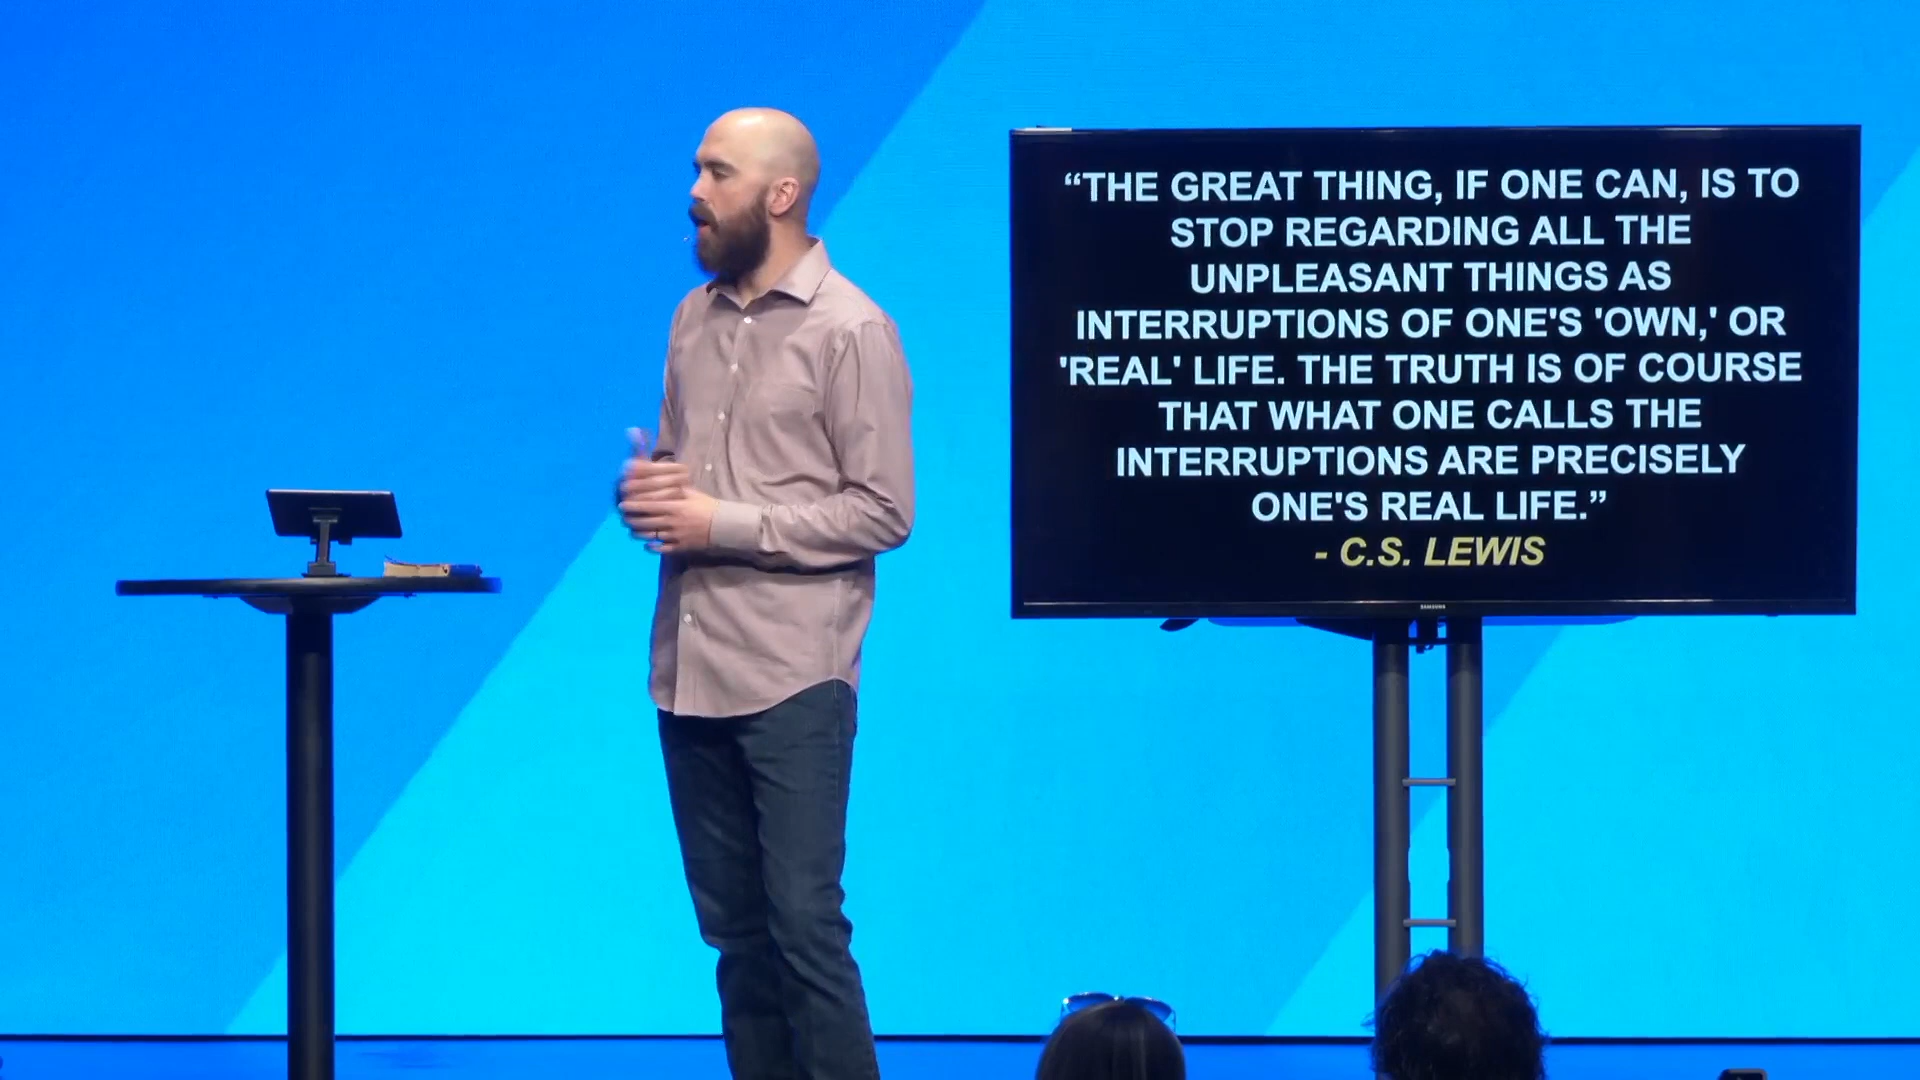 “THE GREAT THING, IF ONE CAN, IS TO
STOP REGARDING ALL THE
UNPLEASANT THINGS AS
INTERRUPTIONS OF ONE'S 'OWN,' OR
'REAL' LIFE. THE TRUTH IS OF COURSE
THAT WHAT ONE CALLS THE
INTERRUPTIONS ARE PRECISELY
ONE'S REAL LIFE.”
- C.S. LEWIS
SAMSUNG